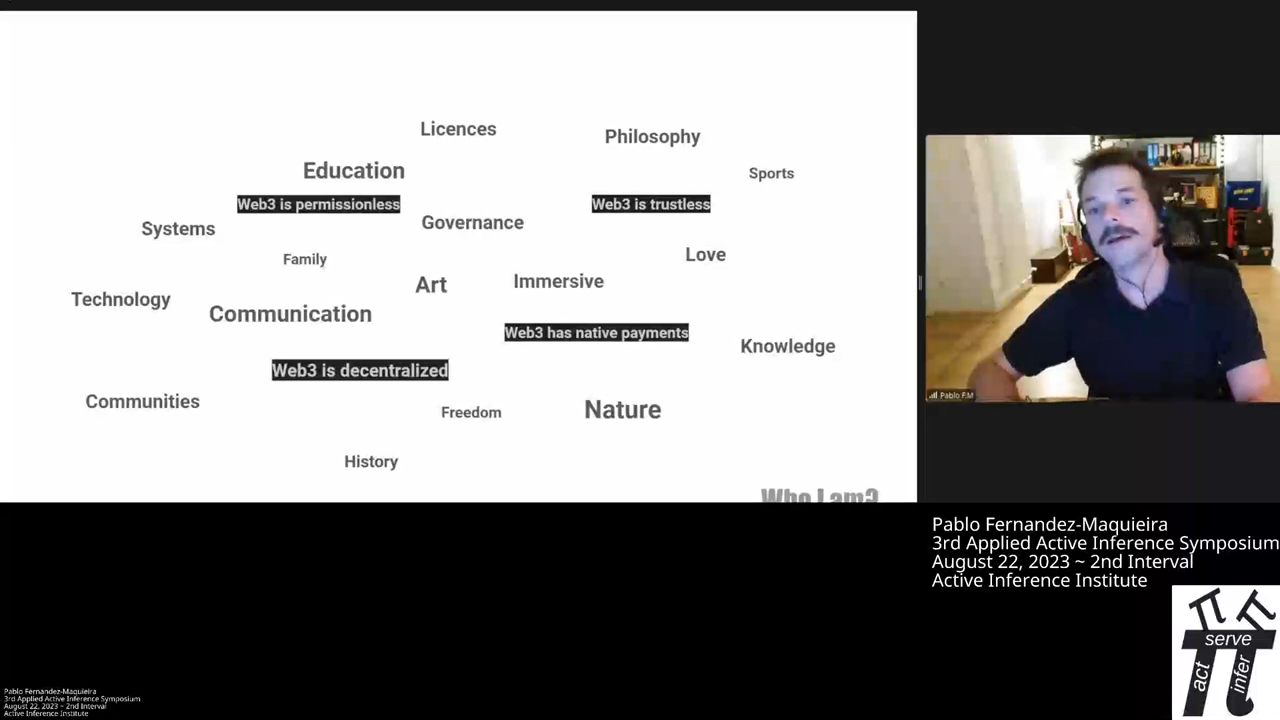 Licences
Philosophy
Education
Sports
Web3 is permissionless
Web3 is trustless
Systems
Governance
Family
Love
Art
Immersive
Technology
Communication
Web3 has native payments
Knowledge
Web3 is decentralized
Communities
Freedom
Nature
History
Who I am?
Pablo F.M
Pablo Fernandez-Maquieira
3rd Applied Active Inference Symposium
August 22, 2023 ~ 2nd Interval
Active Inference Institute
serve
act
infer
Pablo Fernandez-Maquieira
3rd Applied Active Inference Symposium
August 22, 2023 ~ 2nd Interval
Active Inference Institute